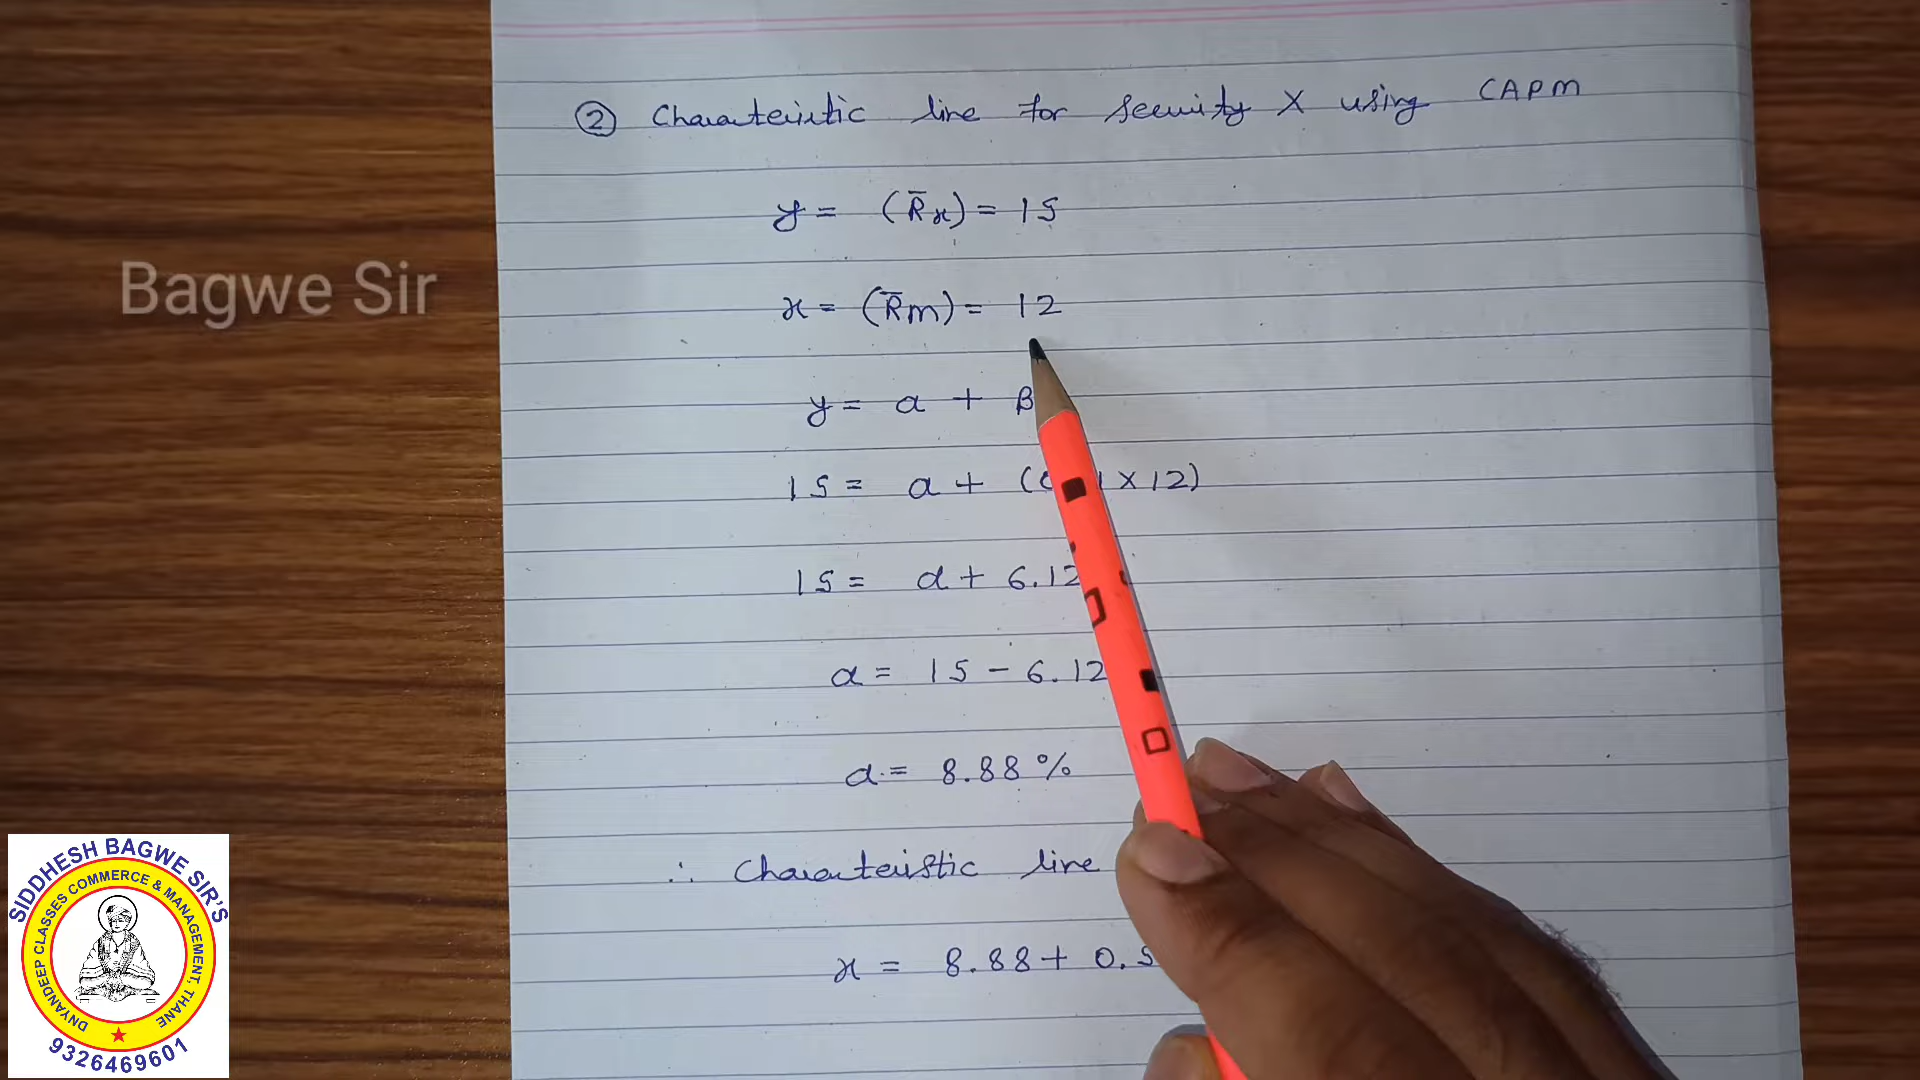 ② Characteristic line for security X using CAPM
y = (R̄x) = 15
x = (R̄m) = 12
y = α + β
15 = α + ( × 12)
15 = α + 6.12
α = 15 - 6.12
α = 8.88 %
∴ Characteristic line
x = 8.88 + 0.5
Bagwe Sir
SIDDHESH BAGWE SIR'S
DNYANDEEP CLASSES COMMERCE & MANAGEMENT, THANE
9326469601